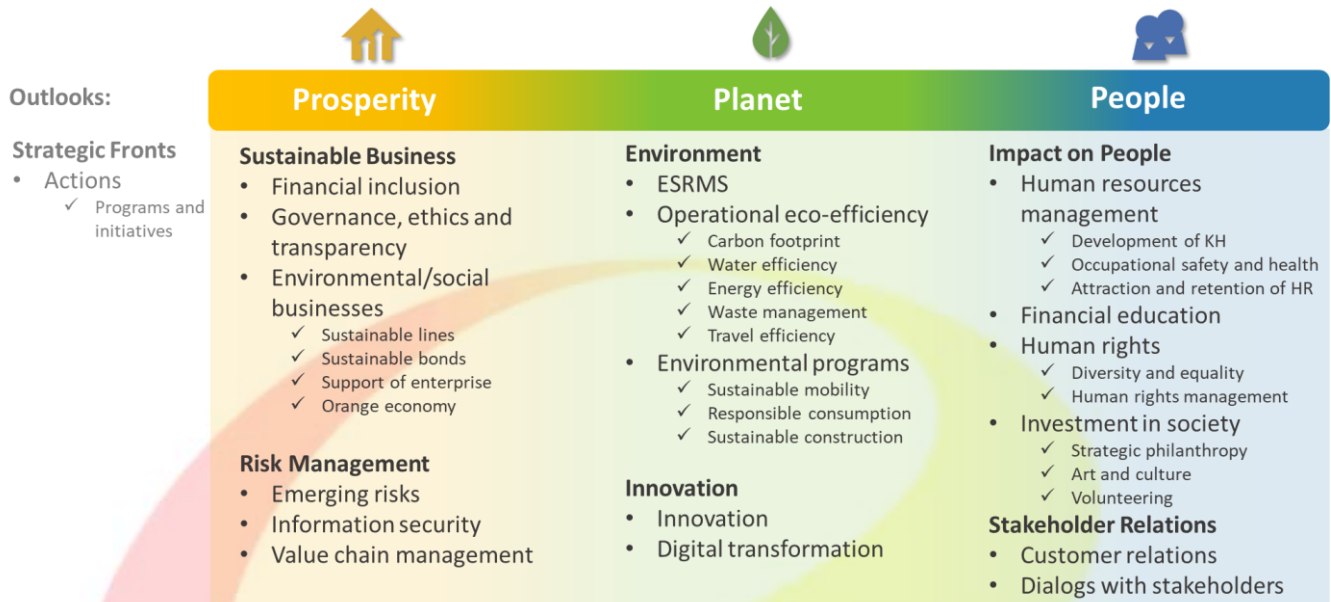 Outlooks:
Prosperity
Planet
People
Strategic Fronts
• Actions
✓ Programs and
initiatives
Sustainable Business
• Financial inclusion
• Governance, ethics and
transparency
• Environmental/social
businesses
✓ Sustainable lines
✓ Sustainable bonds
✓ Support of enterprise
✓ Orange economy
Risk Management
• Emerging risks
• Information security
• Value chain management
Environment
• ESRMS
• Operational eco-efficiency
✓ Carbon footprint
✓ Water efficiency
✓ Energy efficiency
✓ Waste management
✓ Travel efficiency
• Environmental programs
✓ Sustainable mobility
✓ Responsible consumption
✓ Sustainable construction
Innovation
• Innovation
• Digital transformation
Impact on People
• Human resources
management
✓ Development of KH
✓ Occupational safety and health
✓ Attraction and retention of HR
• Financial education
• Human rights
✓ Diversity and equality
✓ Human rights management
• Investment in society
✓ Strategic philanthropy
✓ Art and culture
✓ Volunteering
Stakeholder Relations
• Customer relations
• Dialogs with stakeholders